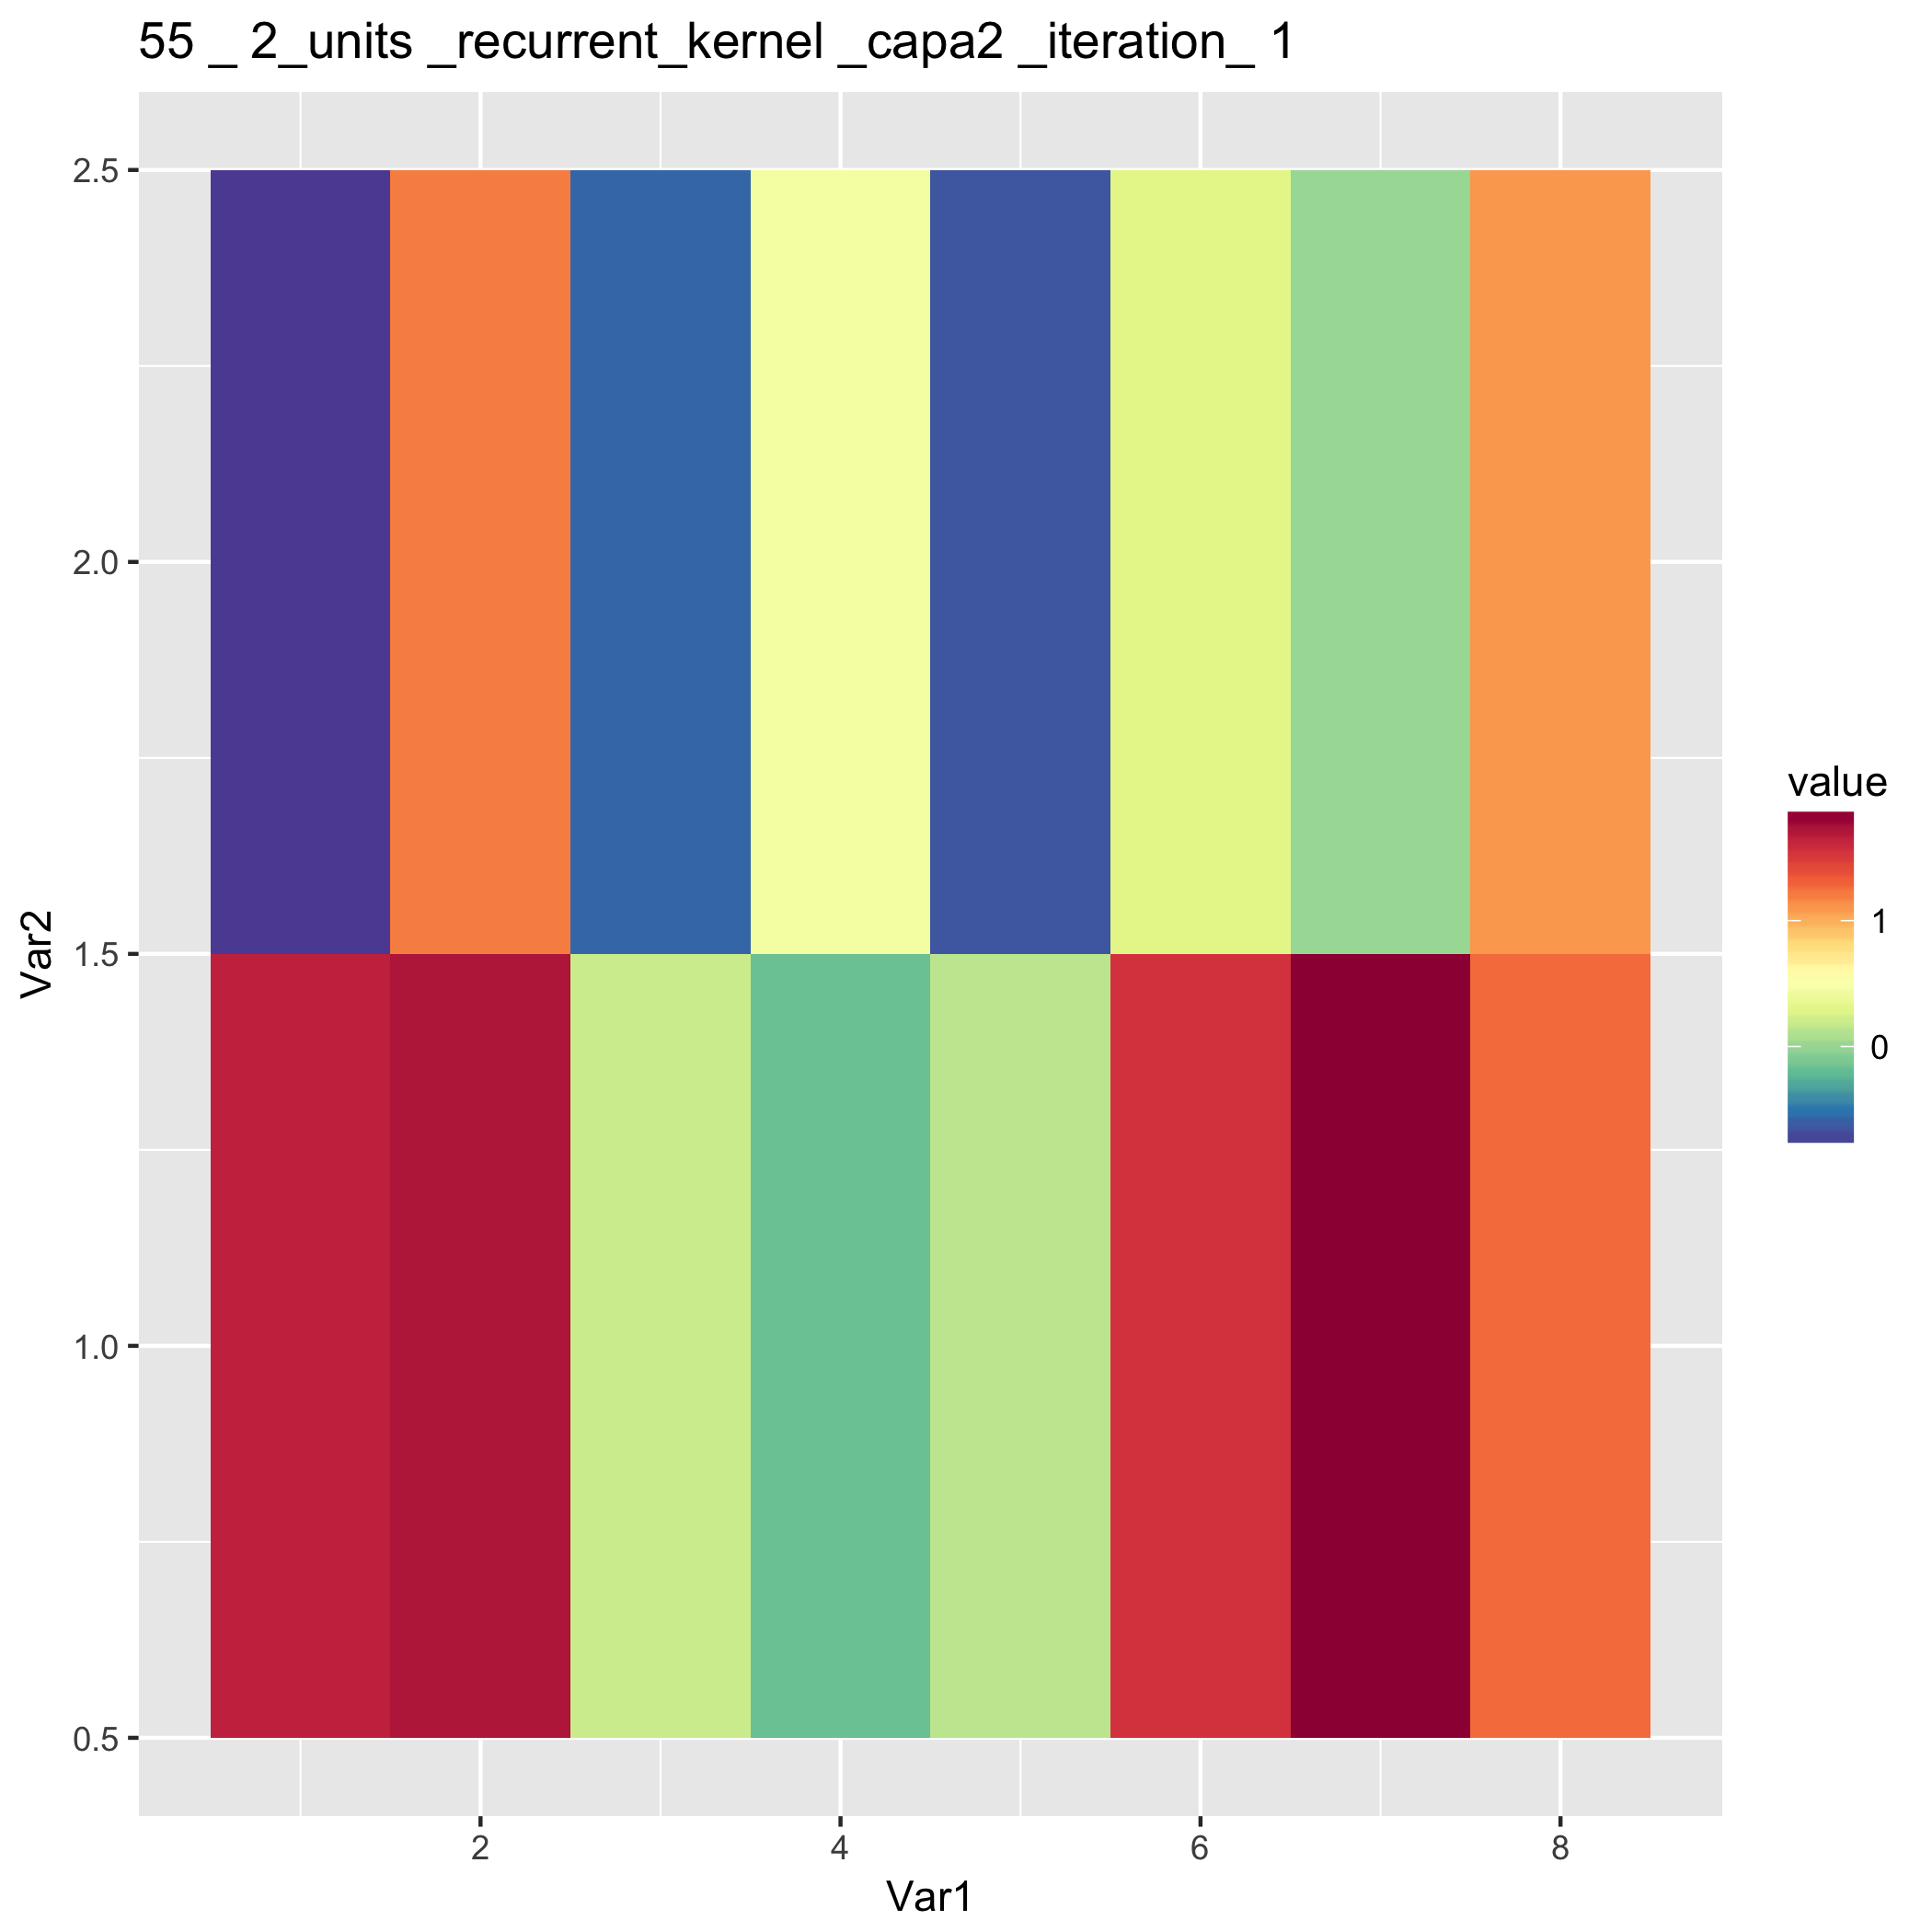 55 _ 2_units _recurrent_kernel _capa2 _iteration_ 1
2.5
2.0
1.5
1.0
0.5
Var2
2 4 6 8
Var1
value
1
0